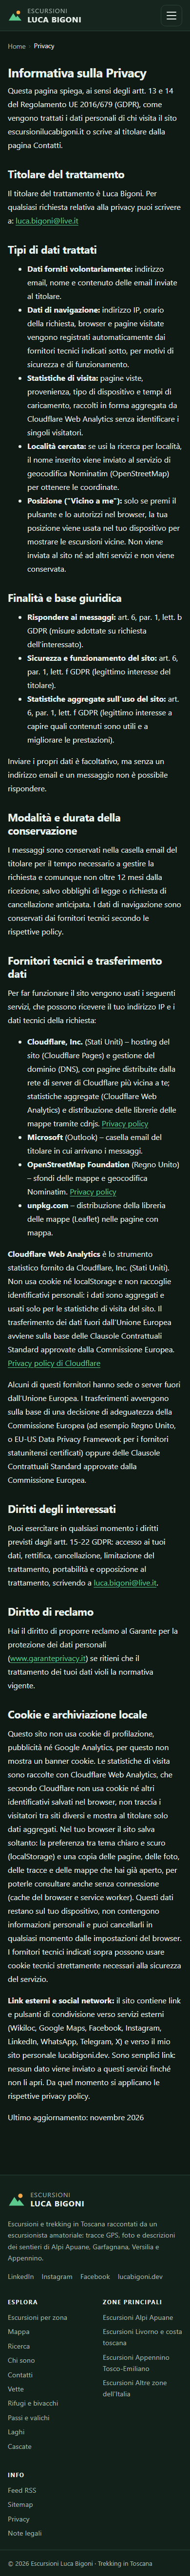 ESCURSIONI
LUCA BIGONI
Home › Privacy
Informativa sulla Privacy
Questa pagina spiega, ai sensi degli artt. 13 e 14
del Regolamento UE 2016/679 (GDPR), come
vengono trattati i dati personali di chi visita il sito
escursionilucabigoni.it o scrive al titolare dalla
pagina Contatti.
Titolare del trattamento
Il titolare del trattamento è Luca Bigoni. Per
qualsiasi richiesta relativa alla privacy puoi scrivere
a: luca.bigoni@live.it
Tipi di dati trattati
Dati forniti volontariamente: indirizzo
email, nome e contenuto delle email inviate
al titolare.
Dati di navigazione: indirizzo IP, orario
della richiesta, browser e pagine visitate
vengono registrati automaticamente dai
fornitori tecnici indicati sotto, per motivi di
sicurezza e di funzionamento.
Statistiche di visita: pagine viste,
provenienza, tipo di dispositivo e tempi di
caricamento, raccolti in forma aggregata da
Cloudflare Web Analytics senza identificare i
singoli visitatori.
Località cercata: se usi la ricerca per località,
il nome inserito viene inviato al servizio di
geocodifica Nominatim (OpenStreetMap)
per ottenere le coordinate.
Posizione ("Vicino a me"): solo se premi il
pulsante e lo autorizzi nel browser, la tua
posizione viene usata nel tuo dispositivo per
mostrare le escursioni vicine. Non viene
inviata al sito né ad altri servizi e non viene
conservata.
Finalità e base giuridica
Rispondere ai messaggi: art. 6, par. 1, lett. b
GDPR (misure adottate su richiesta
dell'interessato).
Sicurezza e funzionamento del sito: art. 6,
par. 1, lett. f GDPR (legittimo interesse del
titolare).
Statistiche aggregate sull'uso del sito: art.
6, par. 1, lett. f GDPR (legittimo interesse a
capire quali contenuti sono utili e a
migliorare le prestazioni).
Inviare i propri dati è facoltativo, ma senza un
indirizzo email e un messaggio non è possibile
rispondere.
Modalità e durata della
conservazione
I messaggi sono conservati nella casella email del
titolare per il tempo necessario a gestire la
richiesta e comunque non oltre 12 mesi dalla
ricezione, salvo obblighi di legge o richiesta di
cancellazione anticipata. I dati di navigazione sono
conservati dai fornitori tecnici secondo le
rispettive policy.
Fornitori tecnici e trasferimento
dati
Per far funzionare il sito vengono usati i seguenti
servizi, che possono ricevere il tuo indirizzo IP e i
dati tecnici della richiesta:
Cloudflare, Inc. (Stati Uniti) – hosting del
sito (Cloudflare Pages) e gestione del
dominio (DNS), con pagine distribuite dalla
rete di server di Cloudflare più vicina a te;
statistiche aggregate (Cloudflare Web
Analytics) e distribuzione delle librerie delle
mappe tramite cdnjs. Privacy policy
Microsoft (Outlook) – casella email del
titolare in cui arrivano i messaggi.
OpenStreetMap Foundation (Regno Unito)
– sfondi delle mappe e geocodifica
Nominatim. Privacy policy
unpkg.com – distribuzione della libreria
delle mappe (Leaflet) nelle pagine con
mappa.
Cloudflare Web Analytics è lo strumento
statistico fornito da Cloudflare, Inc. (Stati Uniti).
Non usa cookie né localStorage e non raccoglie
identificativi personali: i dati sono aggregati e
usati solo per le statistiche di visita del sito. Il
trasferimento dei dati fuori dall'Unione Europea
avviene sulla base delle Clausole Contrattuali
Standard approvate dalla Commissione Europea.
Privacy policy di Cloudflare
Alcuni di questi fornitori hanno sede o server fuori
dall'Unione Europea. I trasferimenti avvengono
sulla base di una decisione di adeguatezza della
Commissione Europea (ad esempio Regno Unito,
o EU-US Data Privacy Framework per i fornitori
statunitensi certificati) oppure delle Clausole
Contrattuali Standard approvate dalla
Commissione Europea.
Diritti degli interessati
Puoi esercitare in qualsiasi momento i diritti
previsti dagli artt. 15-22 GDPR: accesso ai tuoi
dati, rettifica, cancellazione, limitazione del
trattamento, portabilità e opposizione al
trattamento, scrivendo a luca.bigoni@live.it.
Diritto di reclamo
Hai il diritto di proporre reclamo al Garante per la
protezione dei dati personali
(www.garanteprivacy.it) se ritieni che il
trattamento dei tuoi dati violi la normativa
vigente.
Cookie e archiviazione locale
Questo sito non usa cookie di profilazione,
pubblicità né Google Analytics, per questo non
mostra un banner cookie. Le statistiche di visita
sono raccolte con Cloudflare Web Analytics, che
secondo Cloudflare non usa cookie né altri
identificativi salvati nel browser, non traccia i
visitatori tra siti diversi e mostra al titolare solo
dati aggregati. Nel tuo browser il sito salva
soltanto: la preferenza tra tema chiaro e scuro
(localStorage) e una copia delle pagine, delle foto,
delle tracce e delle mappe che hai già aperto, per
poterle consultare anche senza connessione
(cache del browser e service worker). Questi dati
restano sul tuo dispositivo, non contengono
informazioni personali e puoi cancellarli in
qualsiasi momento dalle impostazioni del browser.
I fornitori tecnici indicati sopra possono usare
cookie tecnici strettamente necessari alla sicurezza
del servizio.
Link esterni e social network: il sito contiene link
e pulsanti di condivisione verso servizi esterni
(Wikiloc, Google Maps, Facebook, Instagram,
LinkedIn, WhatsApp, Telegram, X) e verso il mio
sito personale lucabigoni.dev. Sono semplici link:
nessun dato viene inviato a questi servizi finché
non li apri. Da quel momento si applicano le
rispettive privacy policy.
Ultimo aggiornamento: novembre 2026
ESCURSIONI
LUCA BIGONI
Escursioni e trekking in Toscana raccontati da un
escursionista amatoriale: tracce GPS, foto e descrizioni
dei sentieri di Alpi Apuane, Garfagnana, Versilia e
Appennino.
LinkedIn Instagram Facebook lucabigoni.dev
ESPLORA
Escursioni per zona
Mappa
Ricerca
Chi sono
Contatti
Vette
Rifugi e bivacchi
Passi e valichi
Laghi
Cascate
ZONE PRINCIPALI
Escursioni Alpi Apuane
Escursioni Livorno e costa
toscana
Escursioni Appennino
Tosco-Emiliano
Escursioni Altre zone
dell'Italia
INFO
Feed RSS
Sitemap
Privacy
Note legali
© 2026 Escursioni Luca Bigoni · Trekking in Toscana